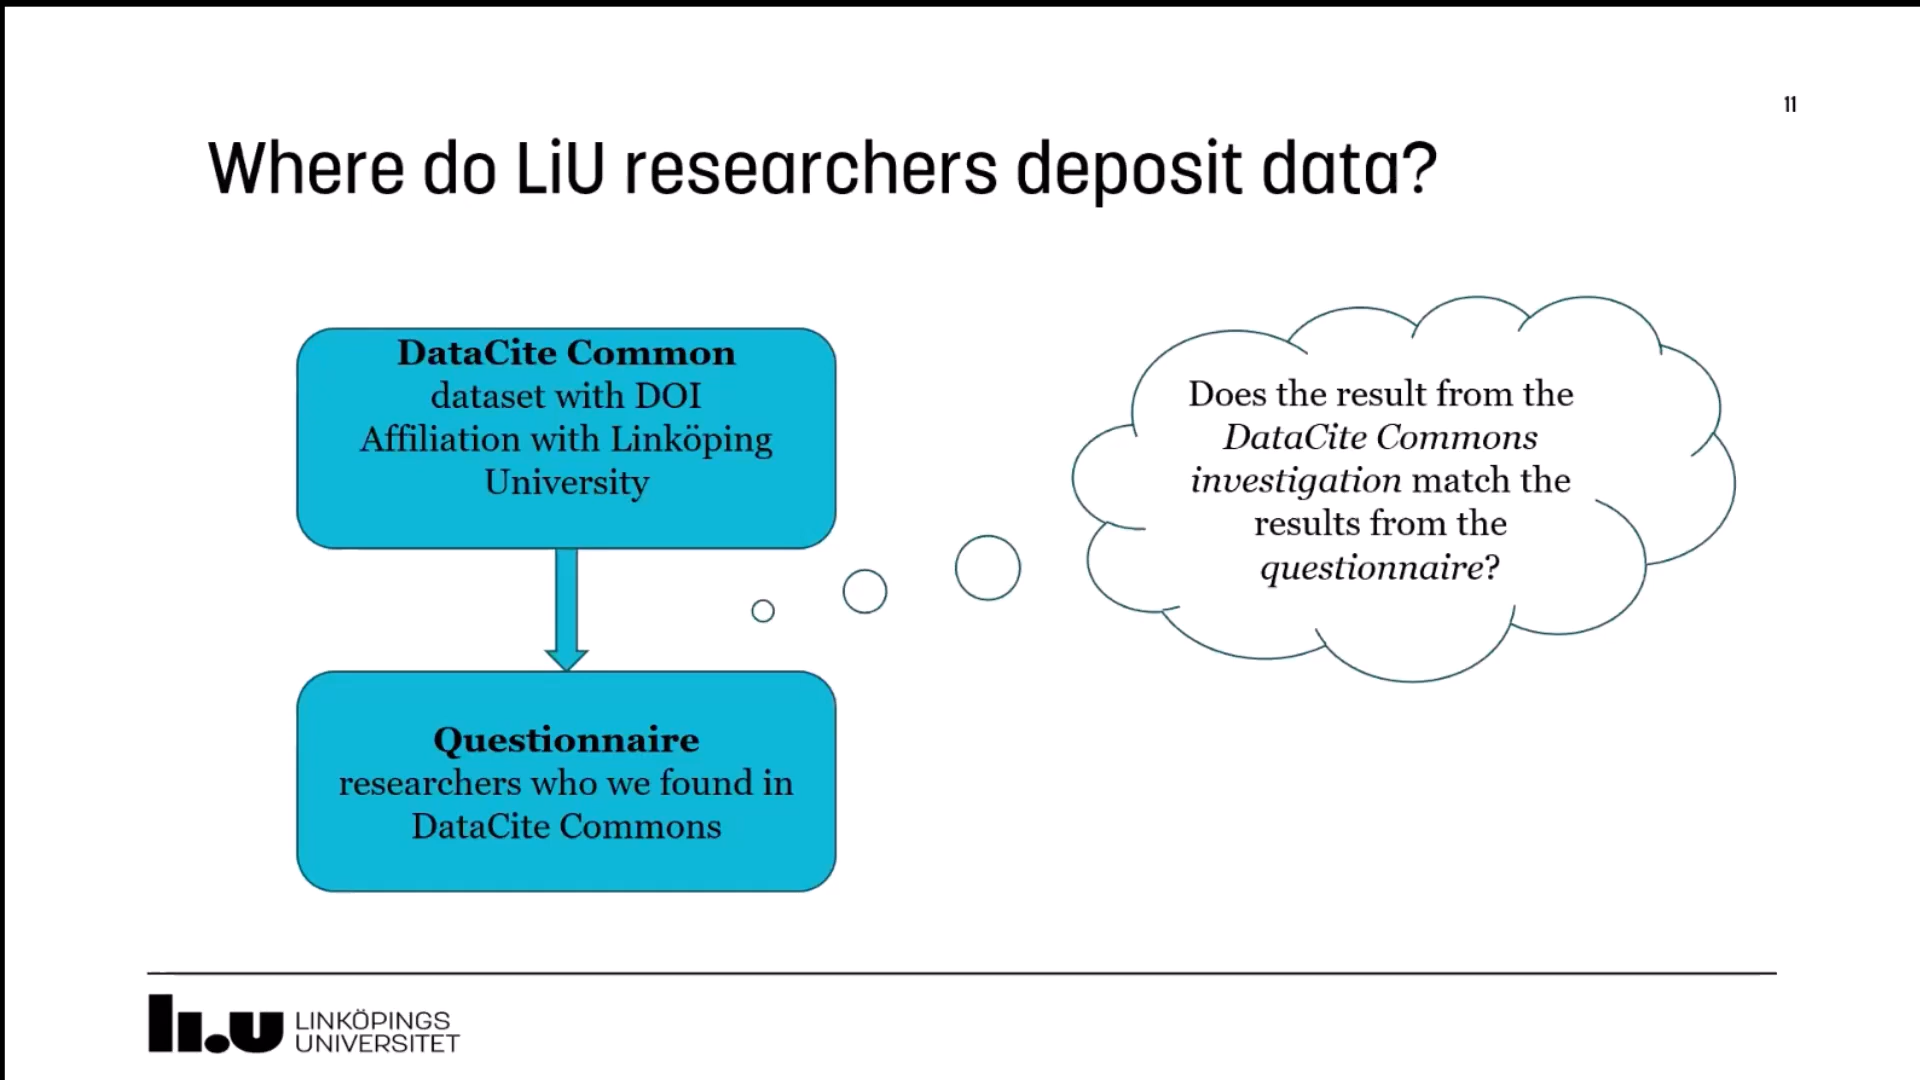 11
Where do LiU researchers deposit data?
DataCite Common
dataset with DOI
Affiliation with Linköping
University
Does the result from the
DataCite Commons
investigation match the
results from the
questionnaire?
Questionnaire
researchers who we found in
DataCite Commons
li.u LINKÖPINGS
UNIVERSITET